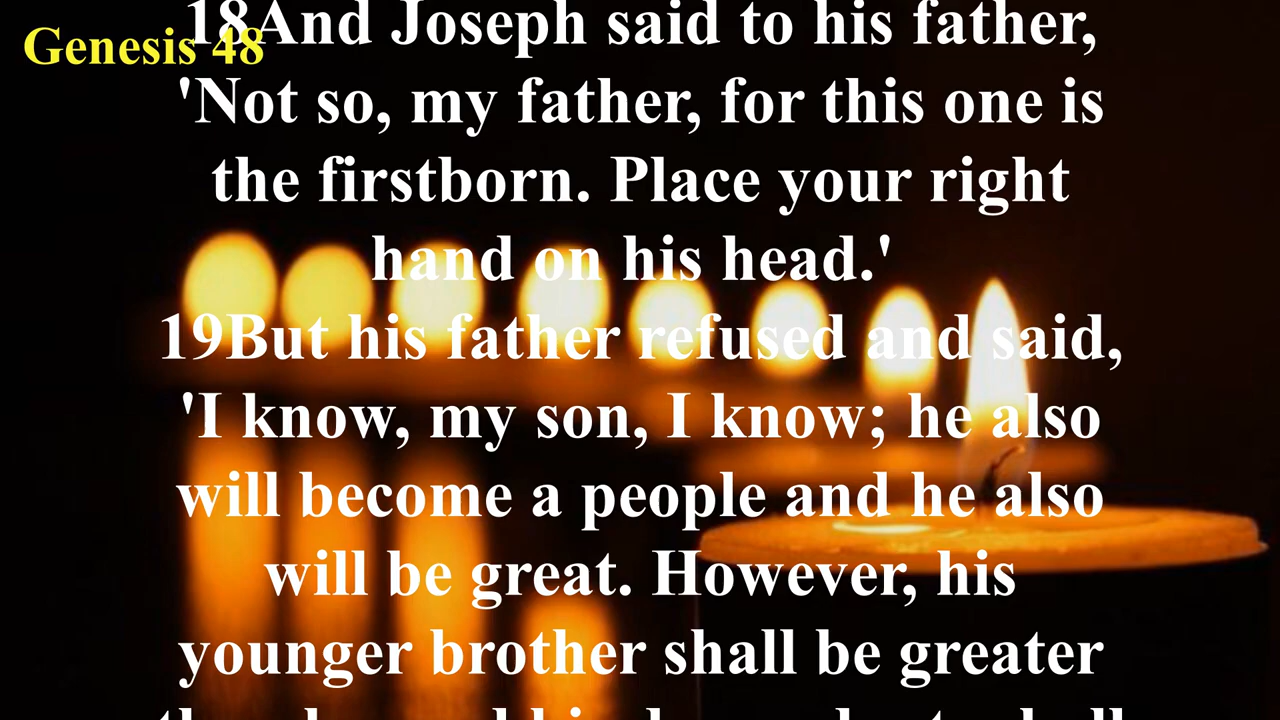 Genesis 48
18And Joseph said to his father,
'Not so, my father, for this one is
the firstborn. Place your right
hand on his head.'
19But his father refused and said,
'I know, my son, I know; he also
will become a people and he also
will be great. However, his
younger brother shall be greater